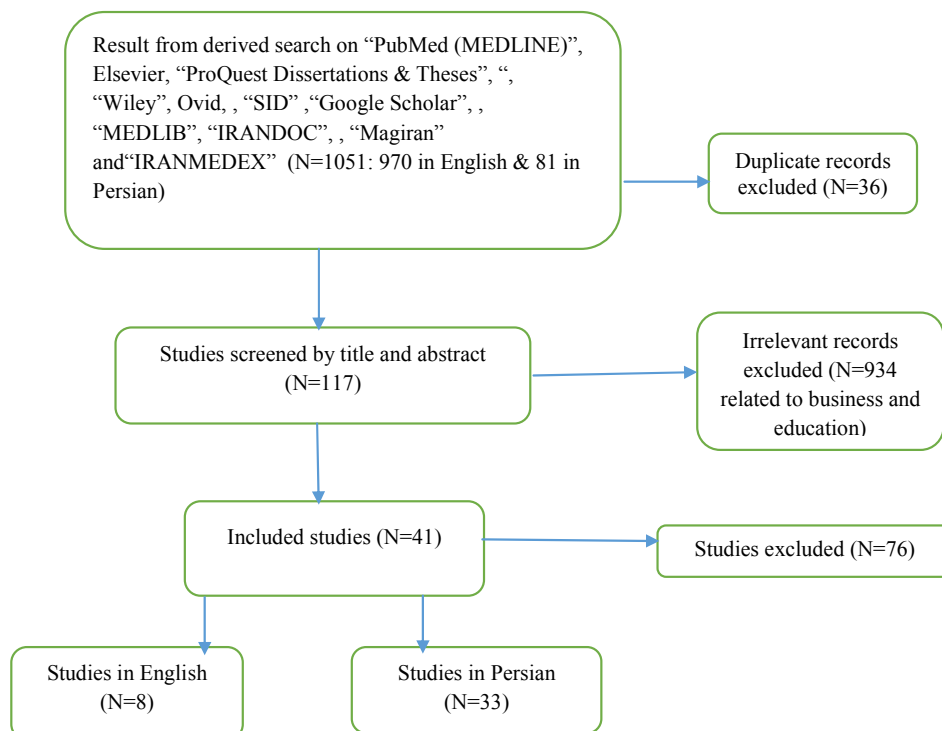 Result from derived search on “PubMed (MEDLINE)”,
Elsevier, “ProQuest Dissertations & Theses”, “,
“Wiley”, Ovid, , “SID” ,“Google Scholar”, ,
“MEDLIB”, “IRANDOC”, , “Magiran”
and“IRANMEDEX” (N=1051: 970 in English & 81 in
Persian)
Duplicate records
excluded (N=36)
Studies screened by title and abstract
(N=117)
Irrelevant records
excluded (N=934
related to business and
education)
Included studies (N=41)
Studies excluded (N=76)
Studies in English
(N=8)
Studies in Persian
(N=33)